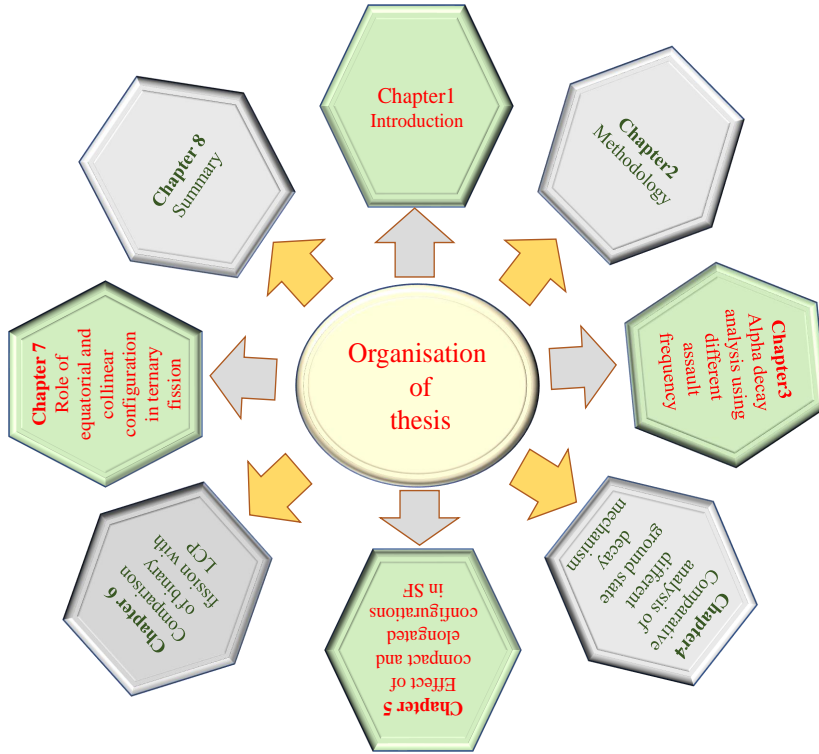 Organisation
of
thesis
Chapter1
Introduction
Chapter2
Methodology
Chapter3
Alpha decay
analysis using
different
assault
frequency
Chapter4
Comparative
analysis of
different
ground state
decay
mechanism
Chapter 5
Effect of
compact and
elongated
configurations
in SF
Chapter 6
Comparison
of binary
fission with
LCP
Chapter 7
Role of
equatorial and
collinear
configuration
in ternary
fission
Chapter 8
Summary